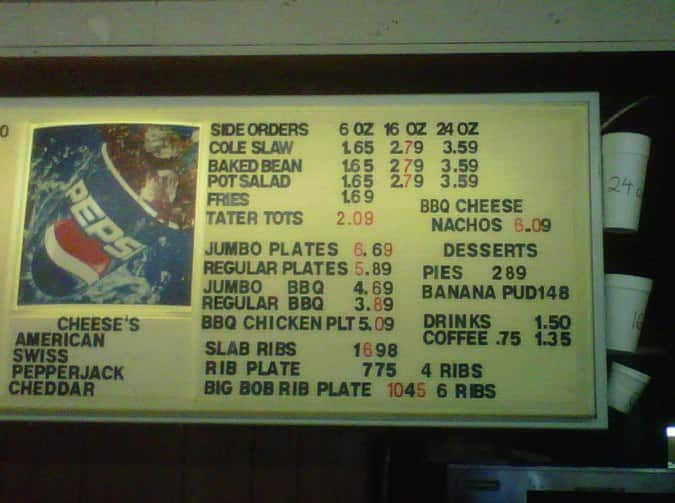 0
PEPSI
SIDE ORDERS 6 OZ 16 OZ 24 OZ
COLE SLAW 1.65 2.79 3.59
BAKED BEAN 1.65 2.79 3.59
POT SALAD 1.65 2.79 3.59
FRIES 1.69
TATER TOTS 2.09
BBQ CHEESE
NACHOS 6.09
JUMBO PLATES 6.69
REGULAR PLATES 5.89
JUMBO BBQ 4.69
REGULAR BBQ 3.89
BBQ CHICKEN PLT 5.09
SLAB RIBS 1698
RIB PLATE 775 4 RIBS
BIG BOB RIB PLATE 1045 6 RIBS
DESSERTS
PIES 289
BANANA PUD148
DRINKS 1.50
COFFEE .75 1.35
CHEESE'S
AMERICAN
SWISS
PEPPERJACK
CHEDDAR